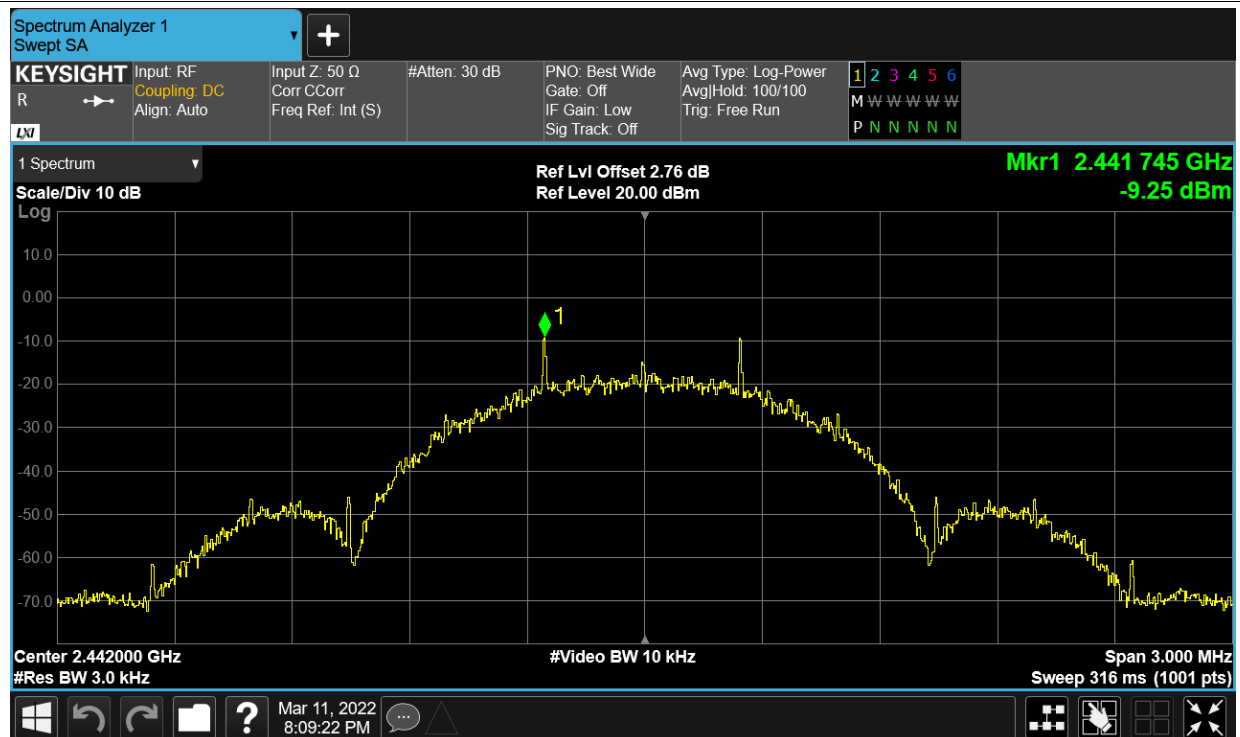 Spectrum Analyzer 1
Swept SA
+
KEYSIGHT
R
LXI
Input: RF
Coupling: DC
Align: Auto
Input Z: 50 Ω
Corr CCorr
Freq Ref: Int (S)
#Atten: 30 dB
PNO: Best Wide
Gate: Off
IF Gain: Low
Sig Track: Off
Avg Type: Log-Power
Avg|Hold: 100/100
Trig: Free Run
1 2 3 4 5 6
M W W W W W
P N N N N N
1 Spectrum
Scale/Div 10 dB
Ref Lvl Offset 2.76 dB
Ref Level 20.00 dBm
Mkr1 2.441 745 GHz
-9.25 dBm
Log
10.0
0.00
-10.0
-20.0
-30.0
-40.0
-50.0
-60.0
-70.0
1
Center 2.442000 GHz
#Res BW 3.0 kHz
#Video BW 10 kHz
Span 3.000 MHz
Sweep 316 ms (1001 pts)
?
Mar 11, 2022
8:09:22 PM